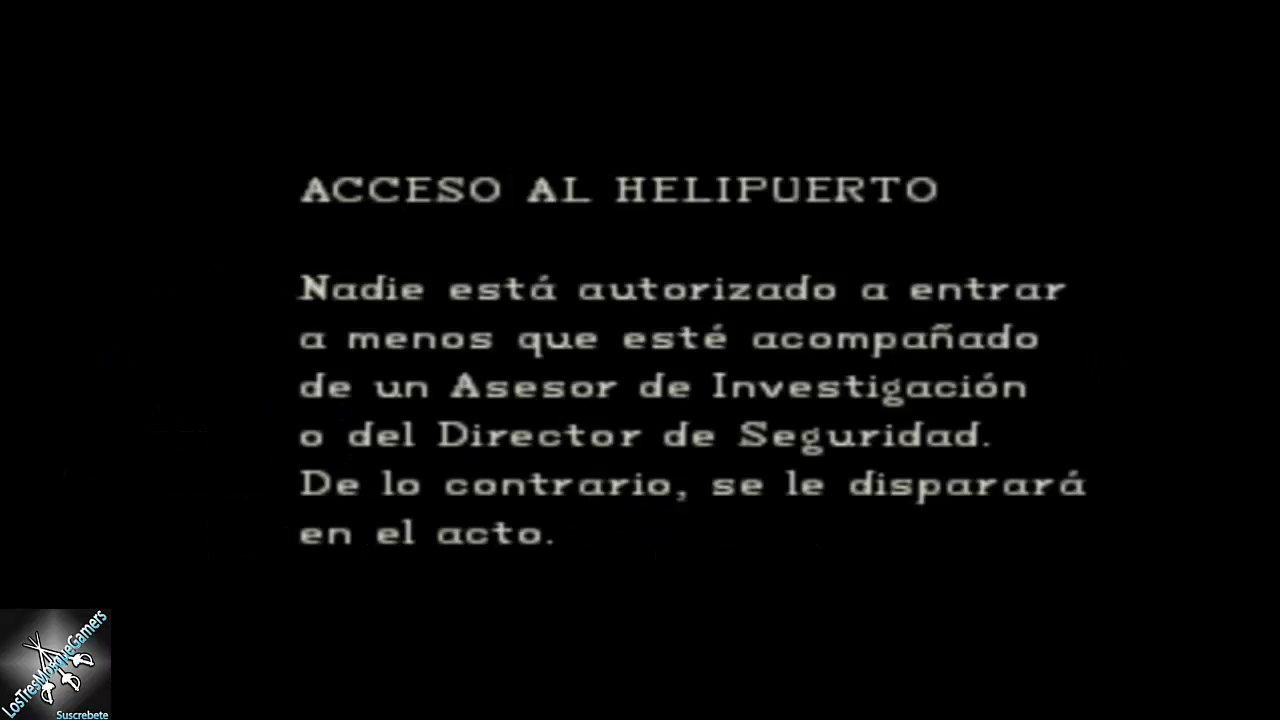 ACCESO AL HELIPUERTO
Nadie está autorizado a entrar
a menos que esté acompañado
de un Asesor de Investigación
o del Director de Seguridad.
De lo contrario, se le disparará
en el acto.
LosTresMosqueGamers
Suscrebete